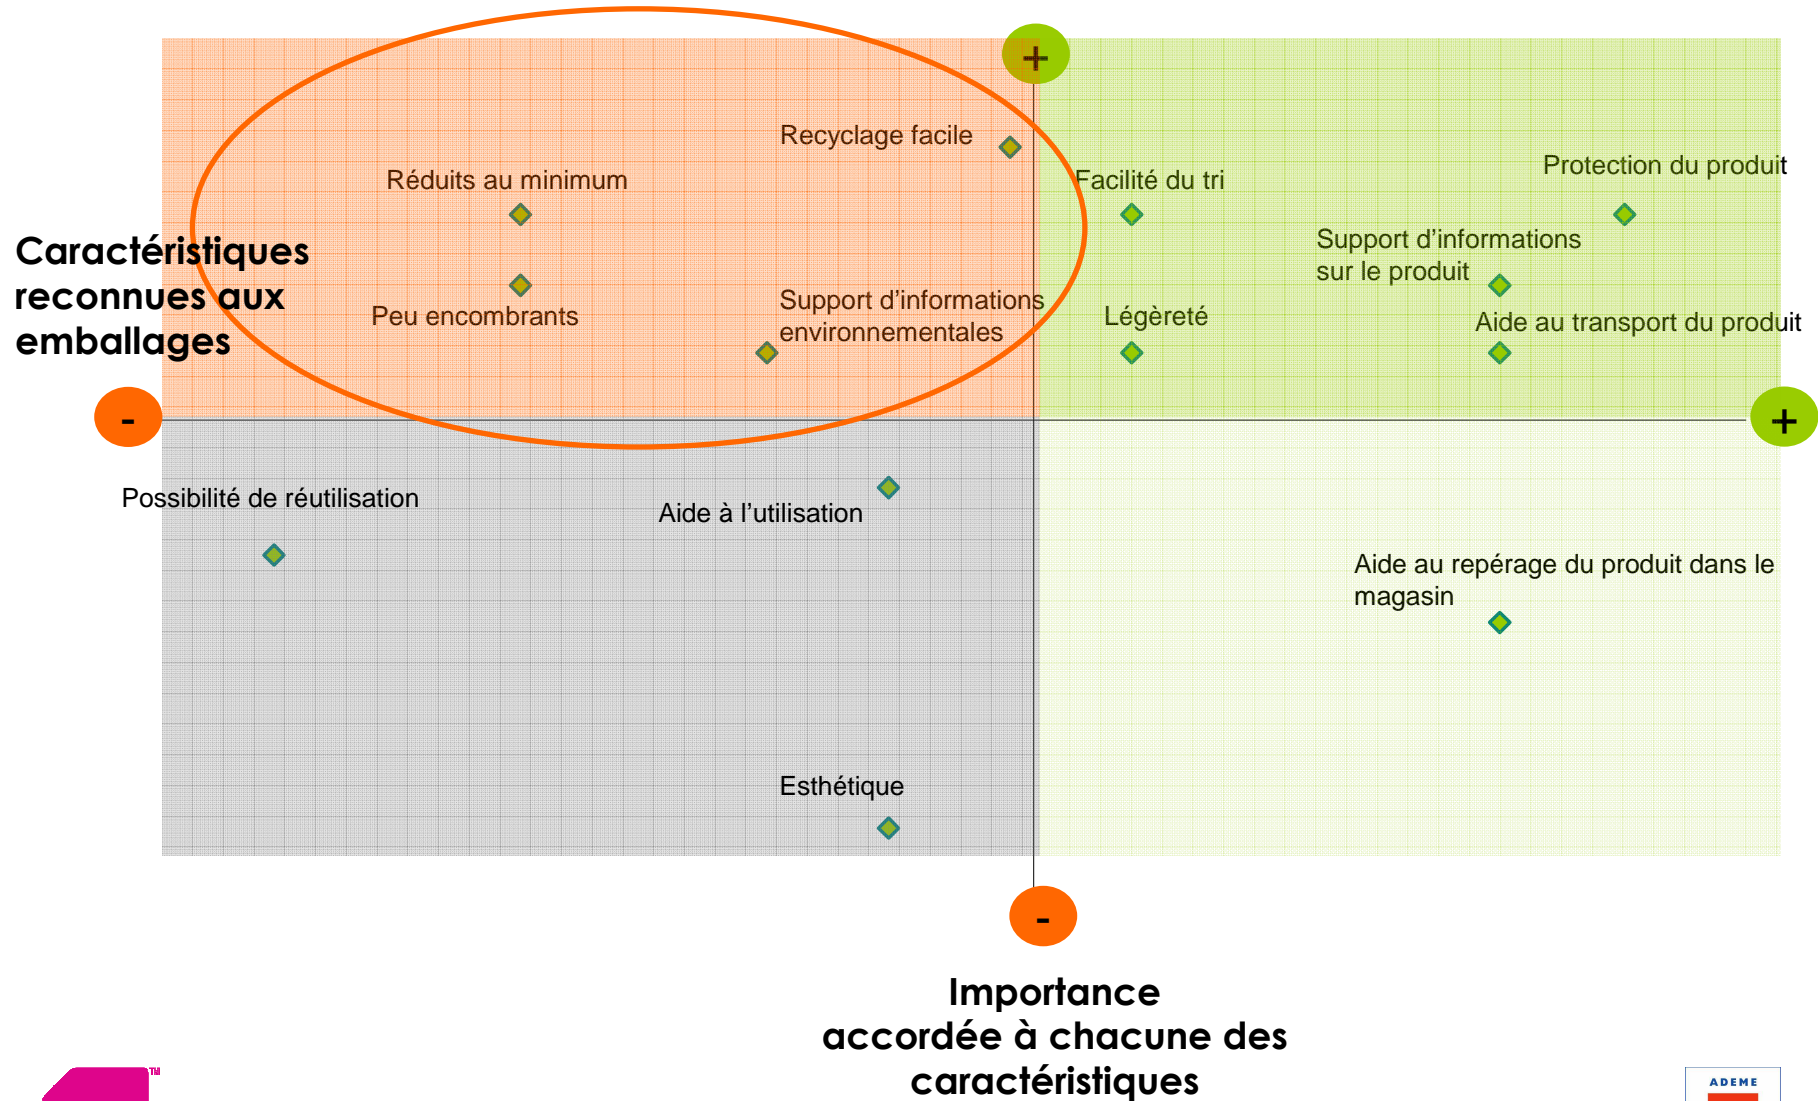 +
Recyclage facile
Réduits au minimum
Facilité du tri
Protection du produit
Caractéristiques
reconnues aux
emballages
Support d'informations
sur le produit
Peu encombrants
Support d'informations
environnementales
Légèreté
Aide au transport du produit
-
+
Possibilité de réutilisation
Aide à l'utilisation
Aide au repérage du produit dans le
magasin
Esthétique
-
Importance
accordée à chacune des
caractéristiques
TM
ADEME